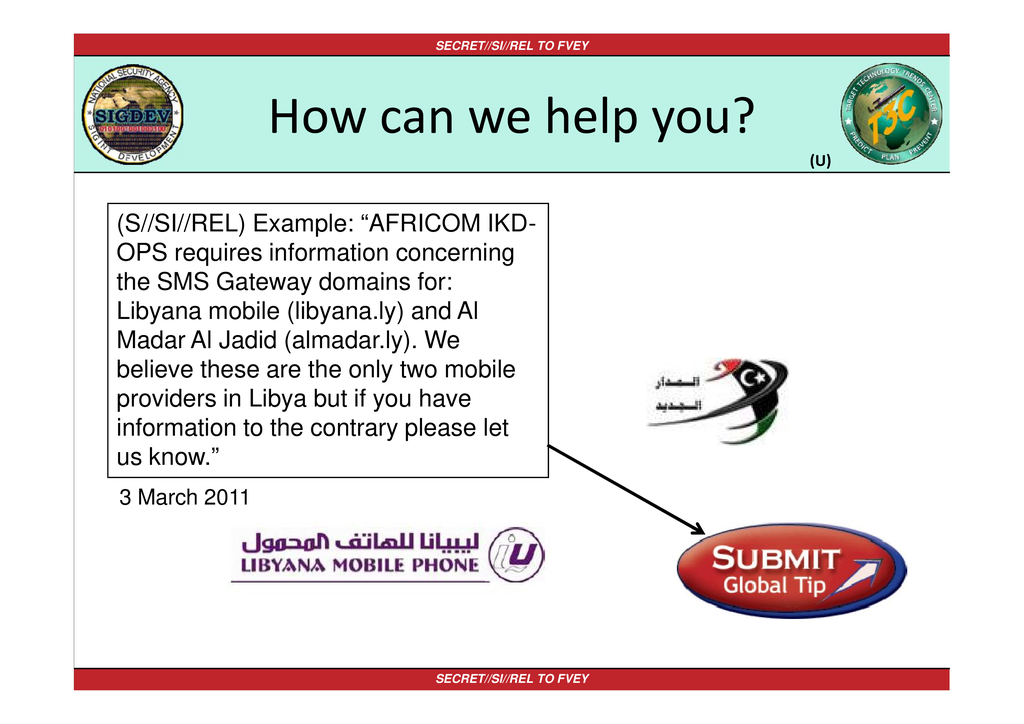 SECRET//SI//REL TO FVEY
NATIONAL SECURITY AGENCY
SIGDEV
SIGINT DEVELOPMENT
How can we help you?
TARGET TECHNOLOGY TRENDS CENTER
T3C
PREDICT PLAN PREVENT
(U)
(S//SI//REL) Example: “AFRICOM IKD-
OPS requires information concerning
the SMS Gateway domains for:
Libyana mobile (libyana.ly) and Al
Madar Al Jadid (almadar.ly). We
believe these are the only two mobile
providers in Libya but if you have
information to the contrary please let
us know.”
المدار
الجديد
3 March 2011
ليبيانا للهاتف المحمول
LIBYANA MOBILE PHONE
SUBMIT
Global Tip
SECRET//SI//REL TO FVEY